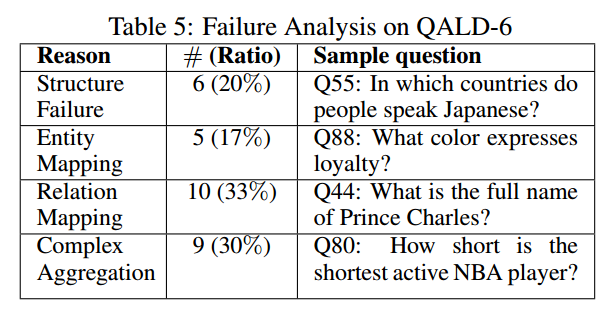 Table 5: Failure Analysis on QALD-6
Reason # (Ratio) Sample question
Structure 6 (20%) Q55: In which countries do
Failure people speak Japanese?
Entity 5 (17%) Q88: What color expresses
Mapping loyalty?
Relation 10 (33%) Q44: What is the full name
Mapping of Prince Charles?
Complex 9 (30%) Q80: How short is the
Aggregation shortest active NBA player?